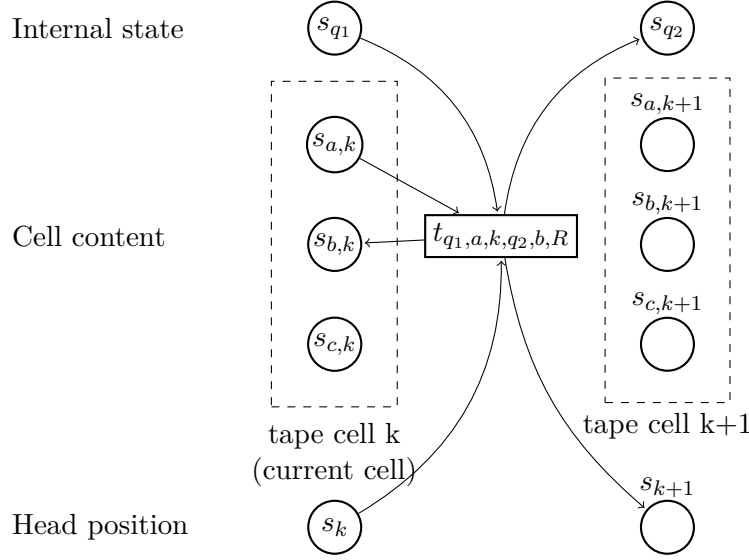 Internal state
s_{q_1}
s_{q_2}
s_{a,k}
s_{a,k+1}
Cell content
s_{b,k}
t_{q_1,a,k,q_2,b,R}
s_{b,k+1}
s_{c,k}
s_{c,k+1}
tape cell k
(current cell)
tape cell k+1
Head position
s_k
s_{k+1}